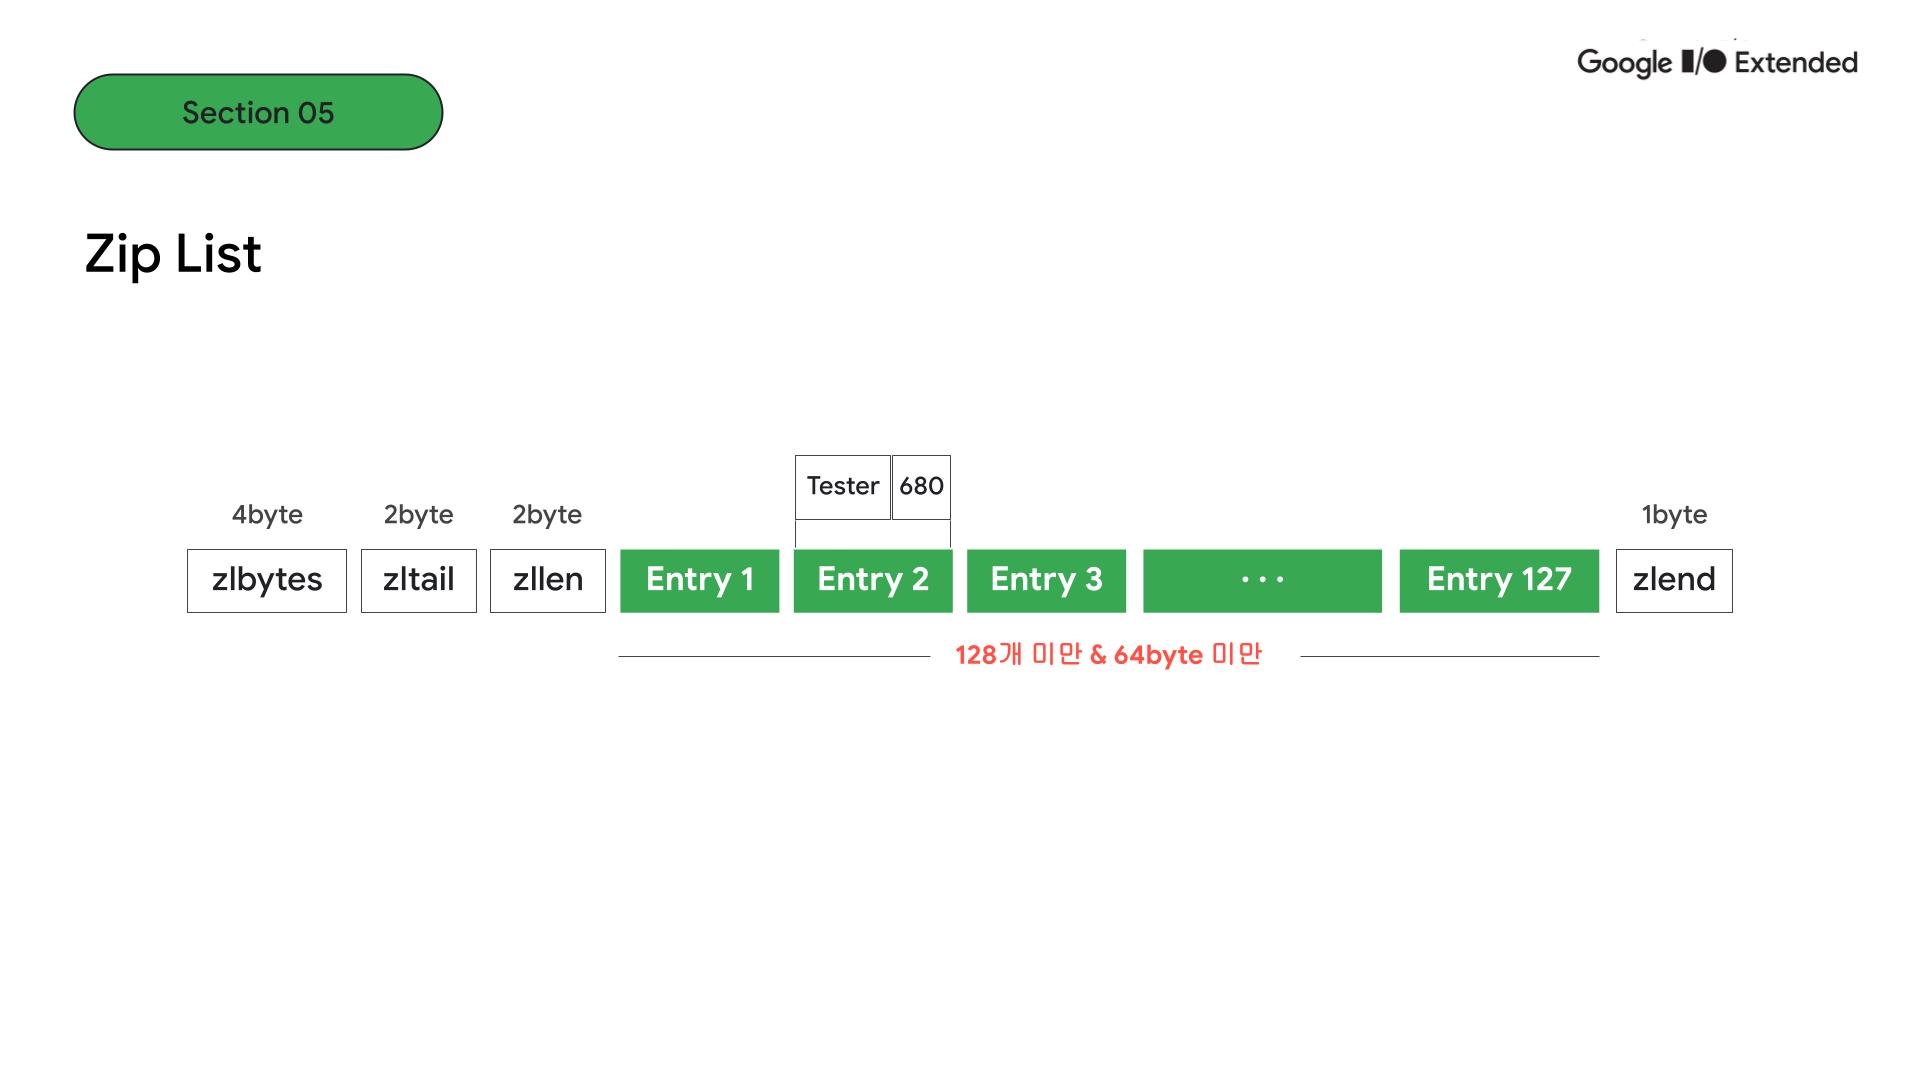 Google I/O Extended
Section 05
Zip List
Tester 680
4byte 2byte 2byte 1byte
zlbytes zltail zllen Entry 1 Entry 2 Entry 3 ··· Entry 127 zlend
128개 미만 & 64byte 미만